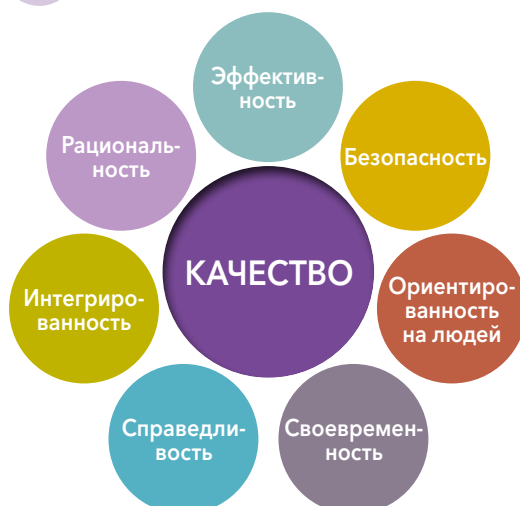 Эффектив-
ность
Безопасность
Ориентиро-
ванность
на людей
Своевремен-
ность
Справедли-
вость
Интегриро-
ванность
Рациональ-
ность
КАЧЕСТВО